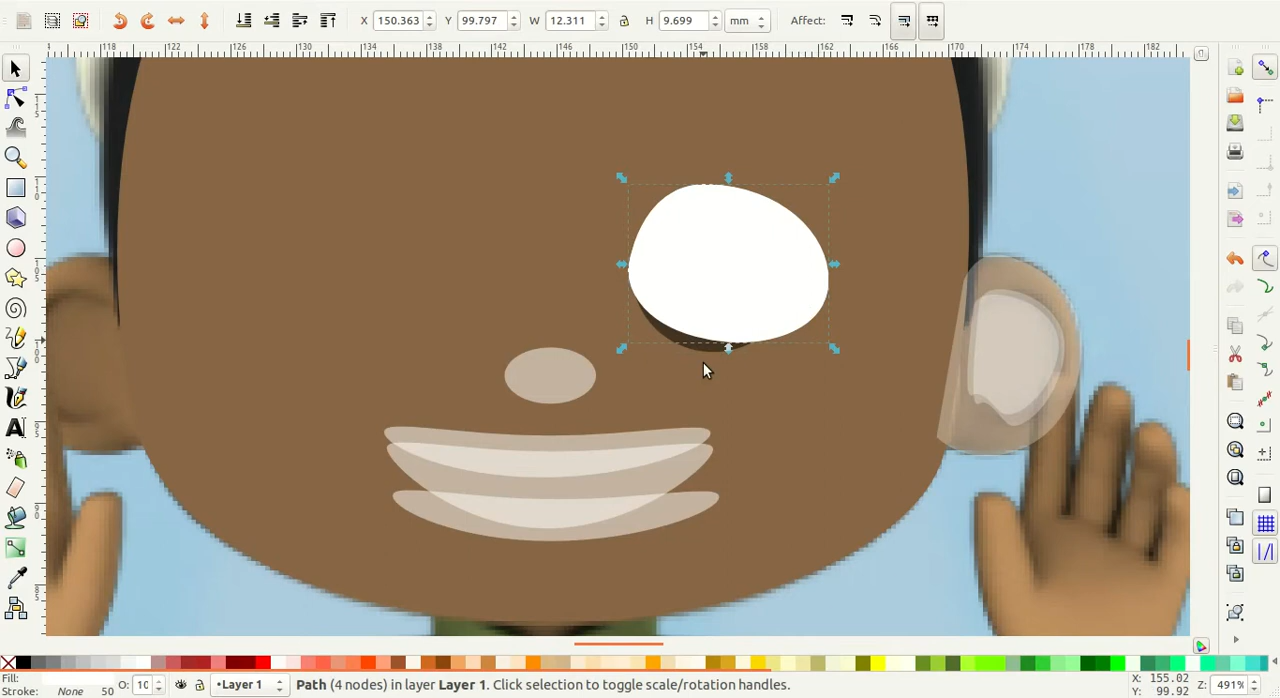 X 150.363 Y 99.797 W 12.311 H 9.699 mm Affect:
118 122 126 130 134 138 142 146 150 154 158 162 166 170 174 178 182
Fill:
Stroke: None 50 O: 10 •Layer 1 Path (4 nodes) in layer Layer 1. Click selection to toggle scale/rotation handles. X: 155.02 Y: 99.92 Z: 491%